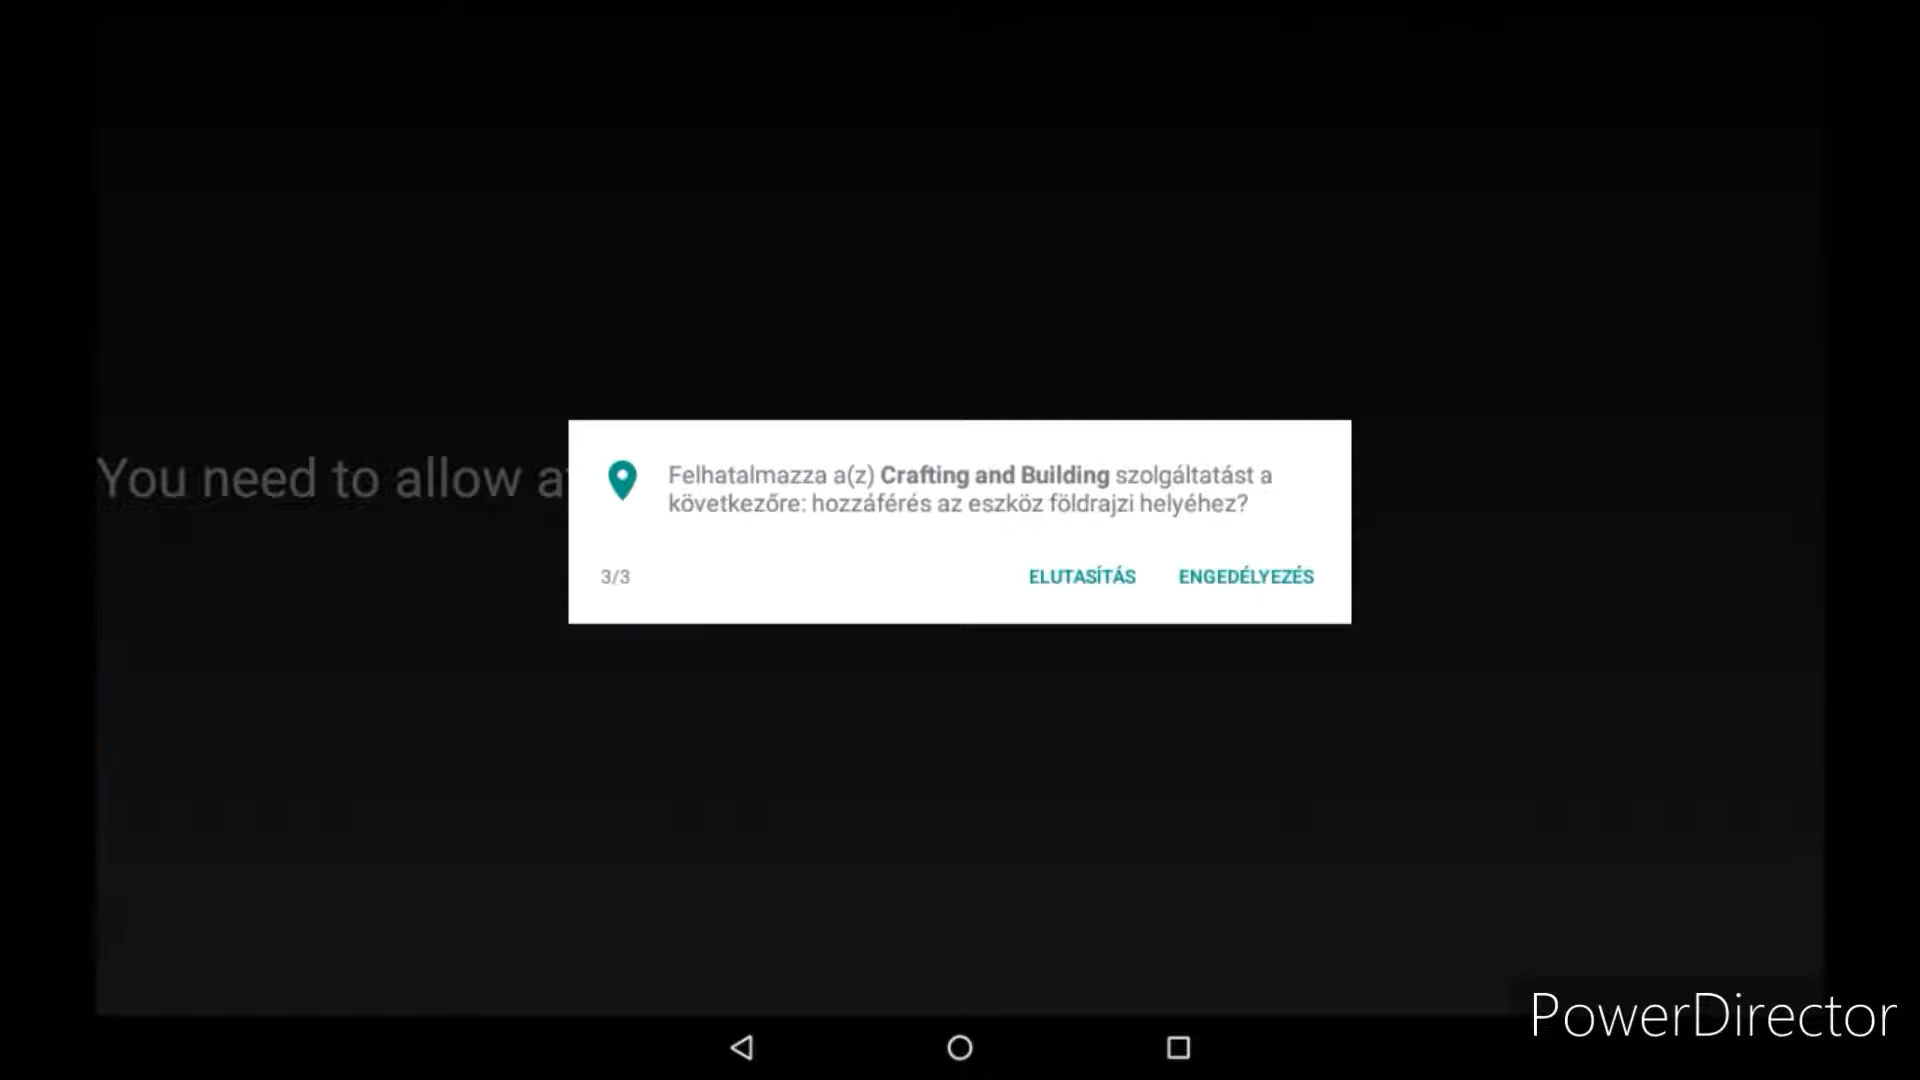 You need to allow
Felhatalmazza a(z) Crafting and Building szolgáltatást a
következőre: hozzáférés az eszköz földrajzi helyéhez?
3/3
ELUTASÍTÁS
ENGEDÉLYEZÉS
PowerDirector